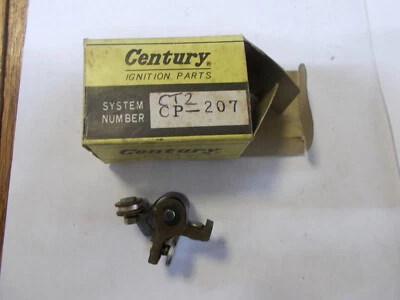 Century®
IGNITION PARTS
CT2
SYSTEM
NUMBER CP-207
Century